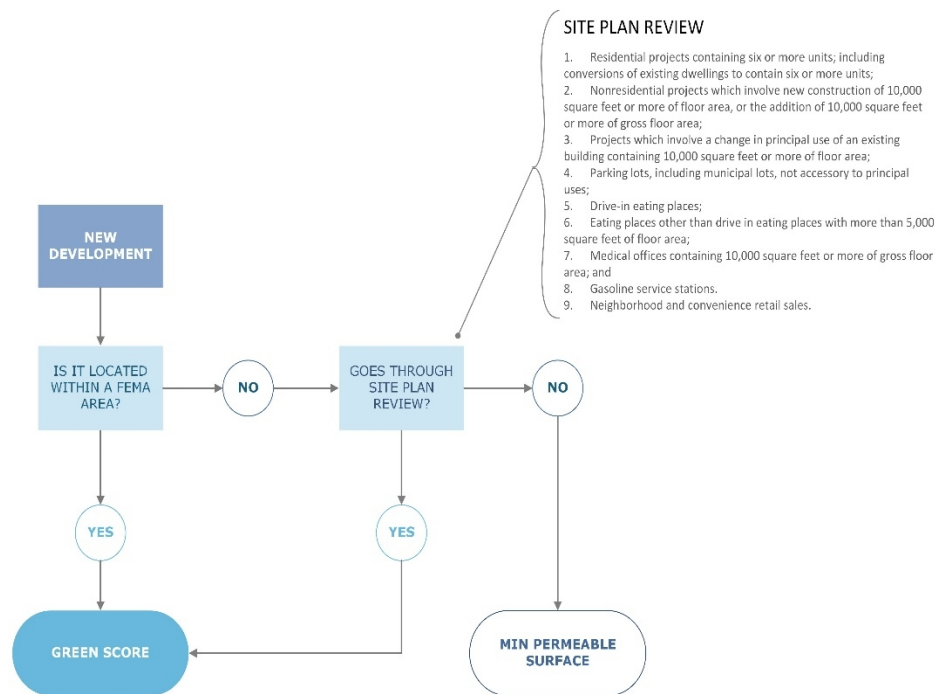 SITE PLAN REVIEW
1. Residential projects containing six or more units; including
conversions of existing dwellings to contain six or more units;
2. Nonresidential projects which involve new construction of 10,000
square feet or more of floor area, or the addition of 10,000 square feet
or more of gross floor area;
3. Projects which involve a change in principal use of an existing
building containing 10,000 square feet or more of floor area;
4. Parking lots, including municipal lots, not accessory to principal
uses;
5. Drive-in eating places;
6. Eating places other than drive in eating places with more than 5,000
square feet of floor area;
7. Medical offices containing 10,000 square feet or more of gross floor
area; and
8. Gasoline service stations.
9. Neighborhood and convenience retail sales.
NEW
DEVELOPMENT
IS IT LOCATED
WITHIN A FEMA
AREA?
NO
GOES THROUGH
SITE PLAN
REVIEW?
NO
YES
YES
GREEN SCORE
MIN PERMEABLE
SURFACE